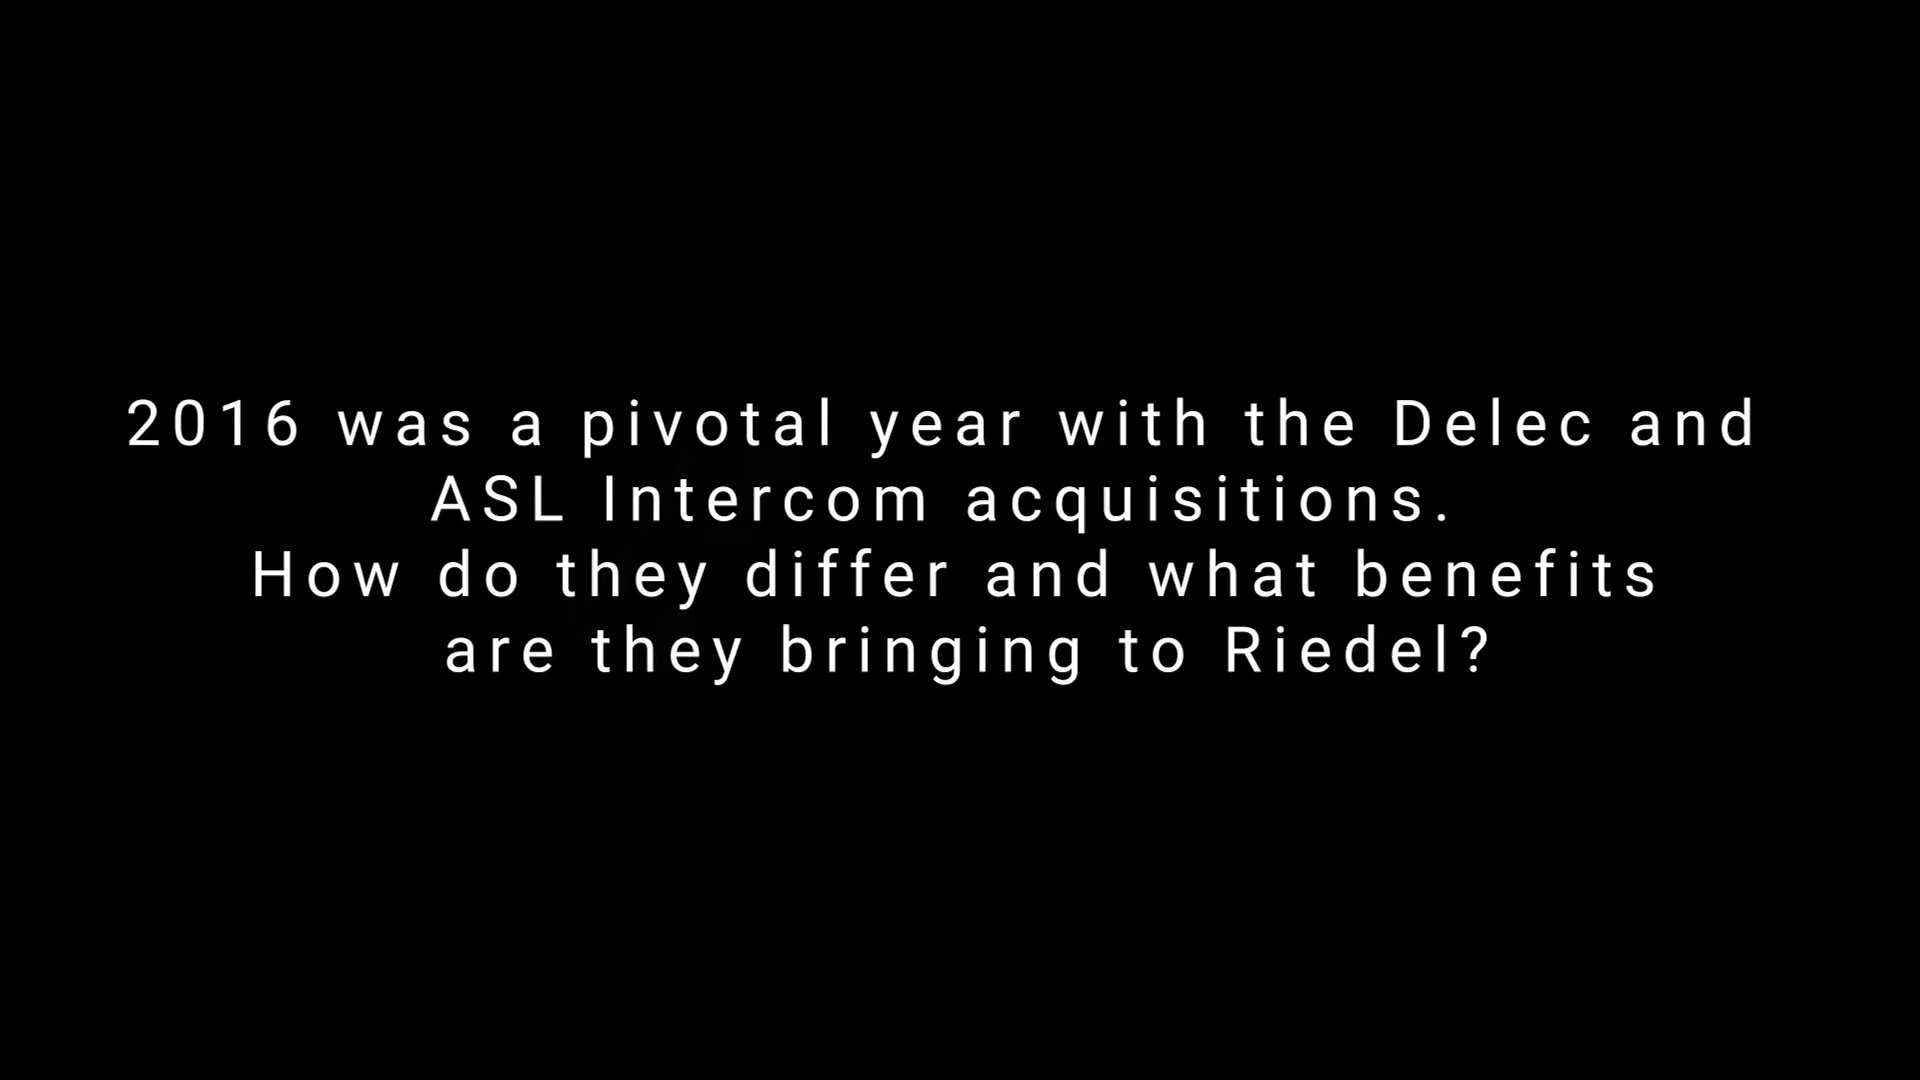 2016 was a pivotal year with the Delec and
ASL Intercom acquisitions.
How do they differ and what benefits
are they bringing to Riedel?